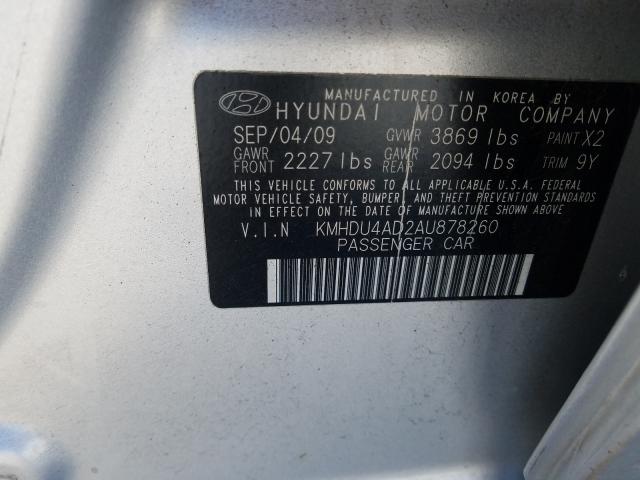 MANUFACTURED IN KOREA BY
HYUNDAI MOTOR COMPANY
SEP/04/09 GVWR 3869 lbs PAINT X2
GAWR FRONT 2227 lbs GAWR REAR 2094 lbs TRIM 9Y
THIS VEHICLE CONFORMS TO ALL APPLICABLE U.S.A. FEDERAL
MOTOR VEHICLE SAFETY, BUMPER, AND THEFT PREVENTION STANDARDS
IN EFFECT ON THE DATE OF MANUFACTURE SHOWN ABOVE
V.I.N KMHDU4AD2AU878260
PASSENGER CAR